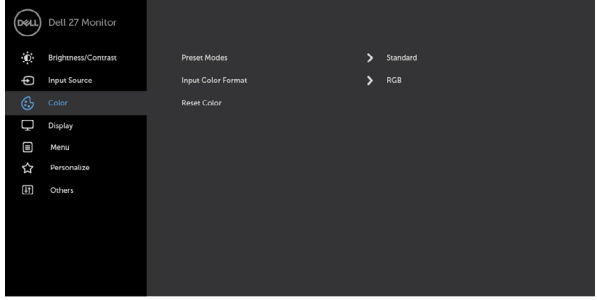 DELL Dell 27 Monitor
Brightness/Contrast
Input Source
Color
Display
Menu
Personalize
Others
Preset Modes Standard
Input Color Format RGB
Reset Color